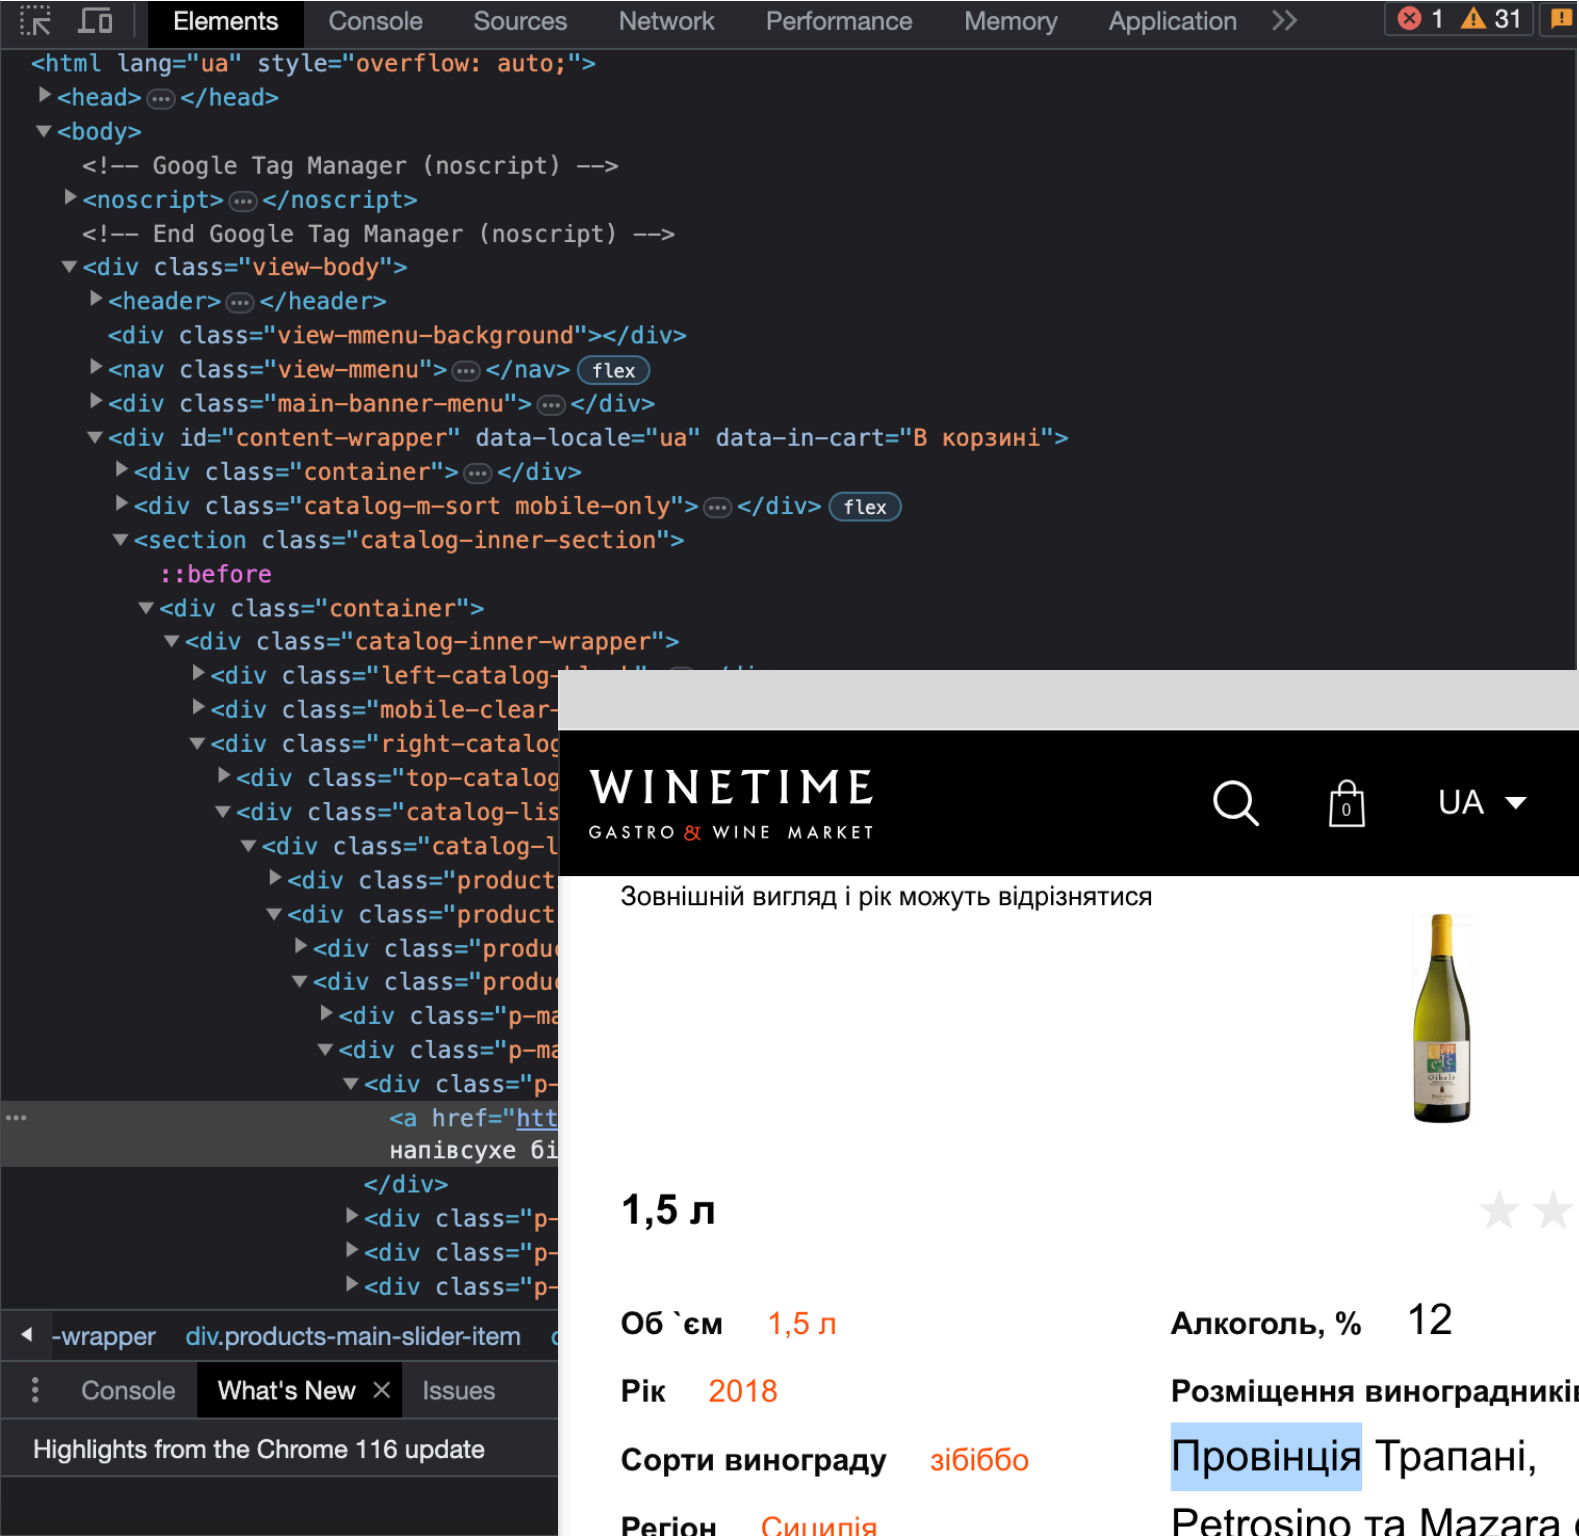 Elements Console Sources Network Performance Memory Application 1 31
<html lang="ua" style="overflow: auto;">
<head> ••• </head>
<body>
<!-- Google Tag Manager (noscript) -->
<noscript> ••• </noscript>
<!-- End Google Tag Manager (noscript) -->
<div class="view-body">
<header> ••• </header>
<div class="view-mmenu-background"></div>
<nav class="view-mmenu"> ••• </nav> flex
<div class="main-banner-menu"> ••• </div>
<div id="content-wrapper" data-locale="ua" data-in-cart="В корзині">
<div class="container"> ••• </div>
<div class="catalog-m-sort mobile-only"> ••• </div> flex
<section class="catalog-inner-section">
::before
<div class="container">
<div class="catalog-inner-wrapper">
<div class="left-catalog-
<div class="mobile-clear-
<div class="right-catalog
<div class="top-catalog
<div class="catalog-lis
<div class="catalog-l
<div class="product
<div class="product
<div class="produ
<div class="produ
<div class="p-ma
<div class="p-ma
<div class="p-
<a href="htt
напівсухе бі
</div>
<div class="p-
<div class="p-
<div class="p-
-wrapper div.products-main-slider-item
Console What's New Issues
Highlights from the Chrome 116 update
WINETIME
GASTRO & WINE MARKET
0
UA
Зовнішній вигляд і рік можуть відрізнятися
Gibelè
1,5 л
Об `єм 1,5 л
Алкоголь, % 12
Рік 2018
Розміщення виноградників
Сорти винограду зібіббо
Провінція Трапані,
Регіон Сицилія
Petrosino та Mazara